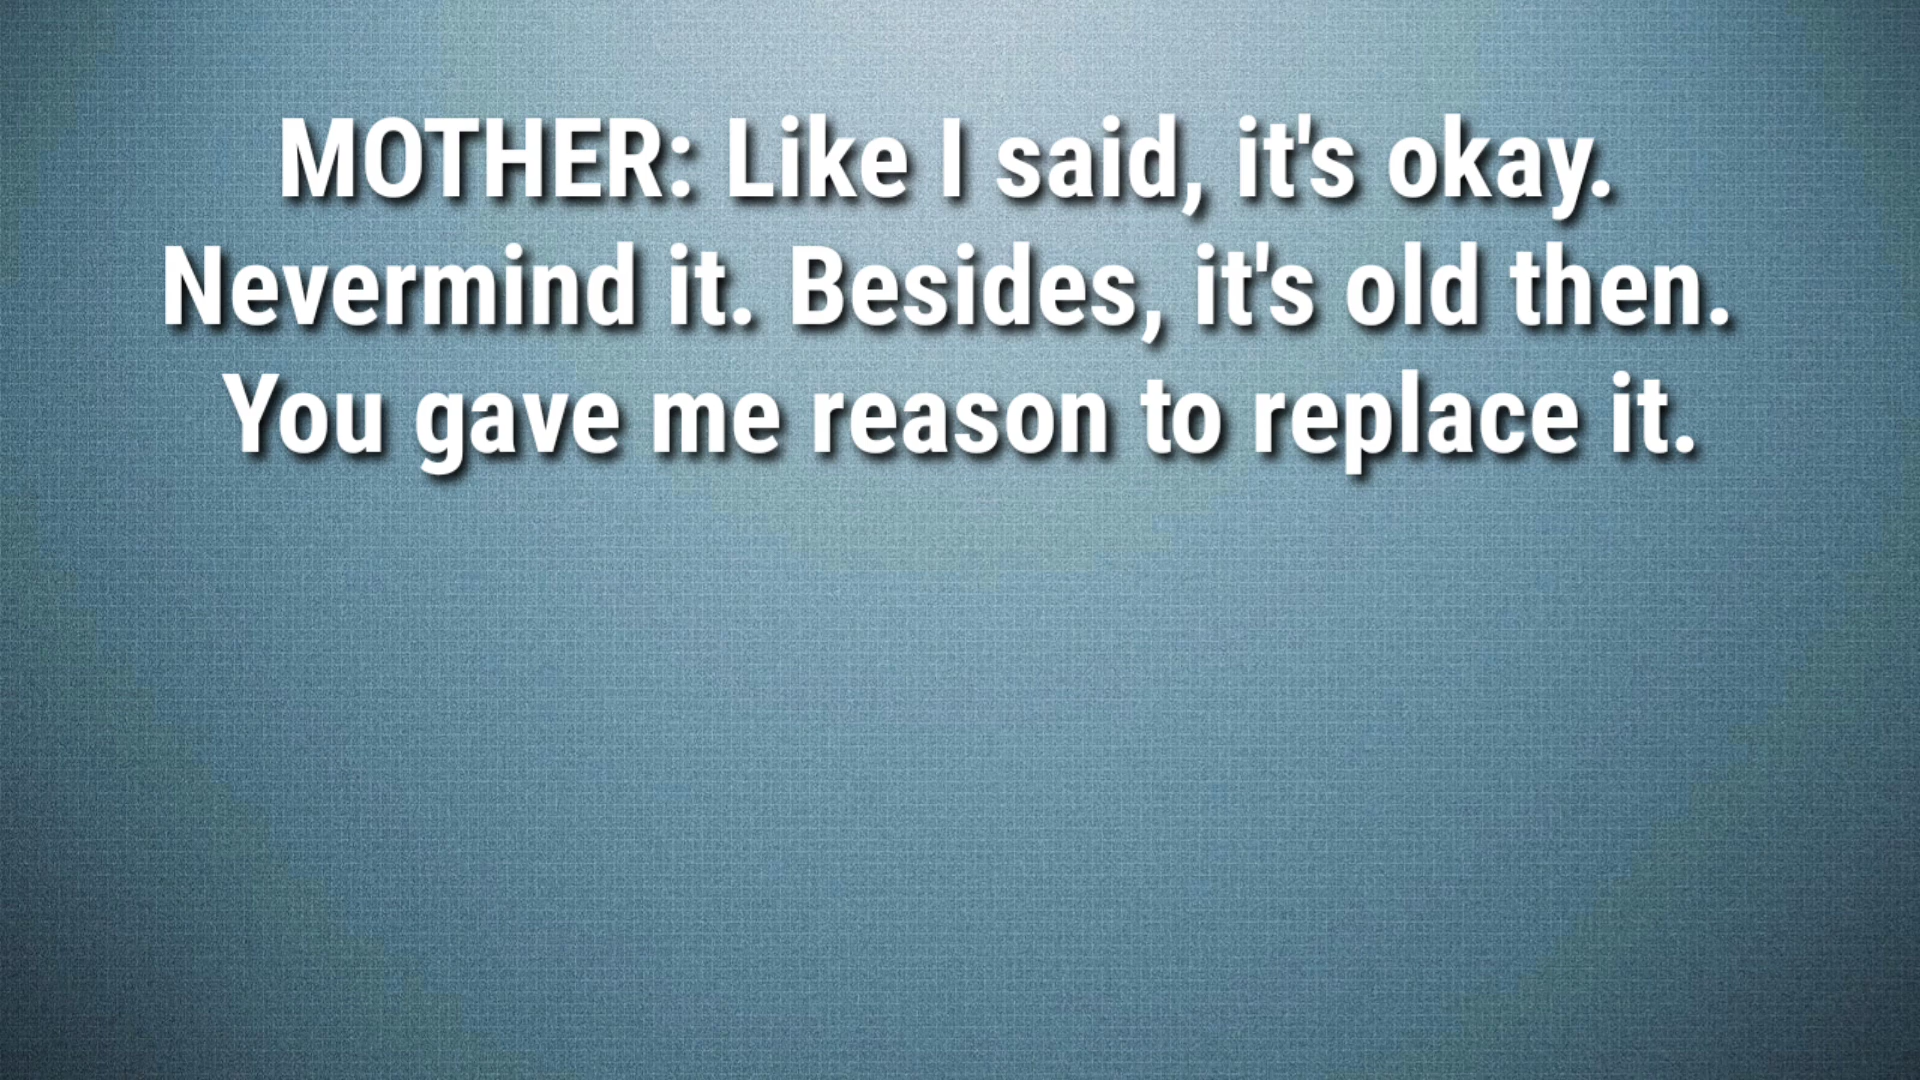 MOTHER: Like I said, it's okay.
Nevermind it. Besides, it's old then.
You gave me reason to replace it.